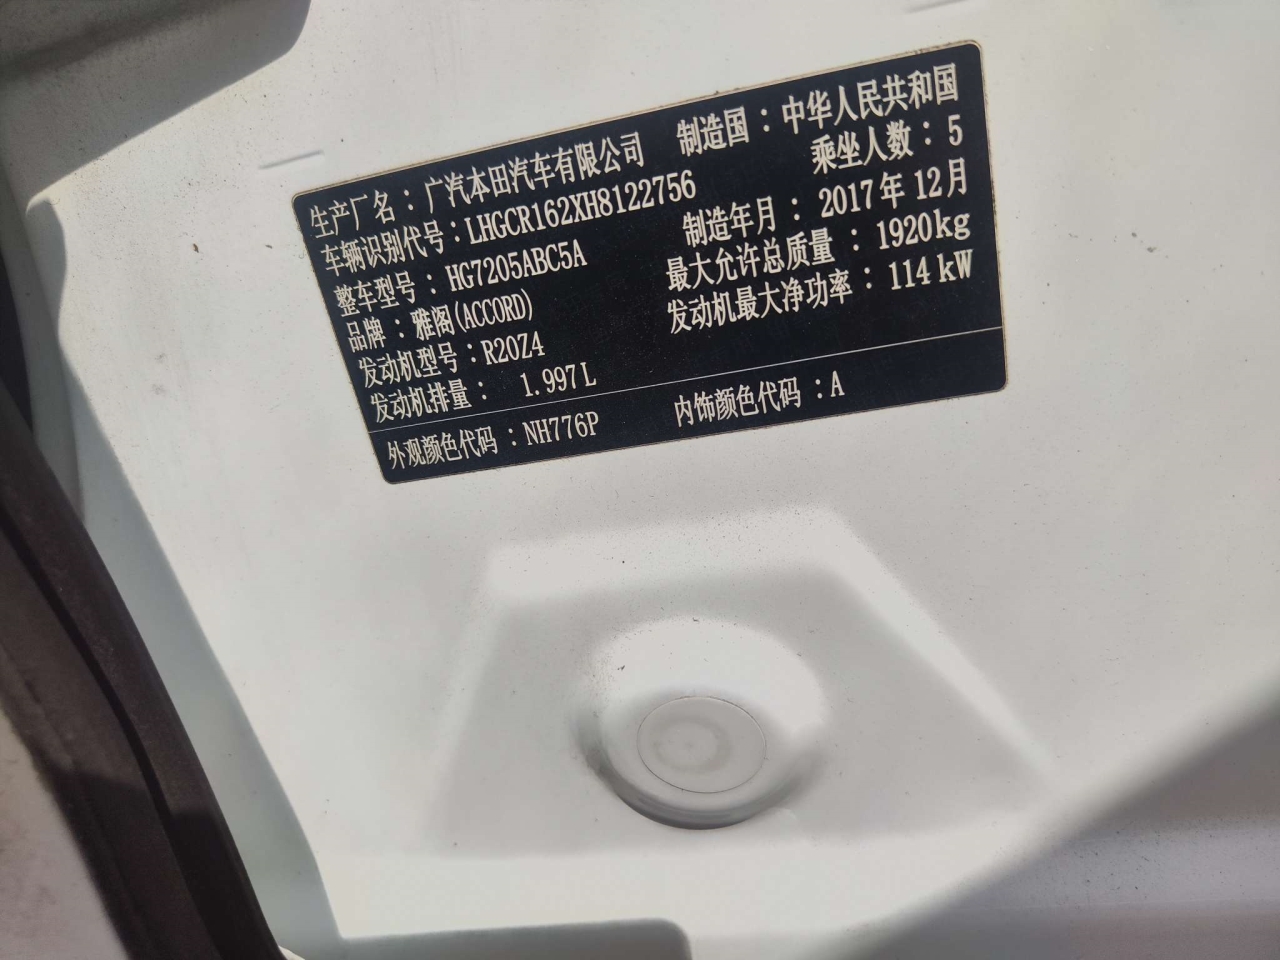 生产厂名：广汽本田汽车有限公司 制造国：中华人民共和国
车辆识别代号：LHGCR162XH8122756 乘坐人数：5
整车型号：HG7205ABC5A 制造年月：2017年12月
品牌：雅阁(ACCORD) 最大允许总质量：1920kg
发动机型号：R20Z4 发动机最大净功率：114kW
发动机排量：1.997L
外观颜色代码：NH776P 内饰颜色代码：A